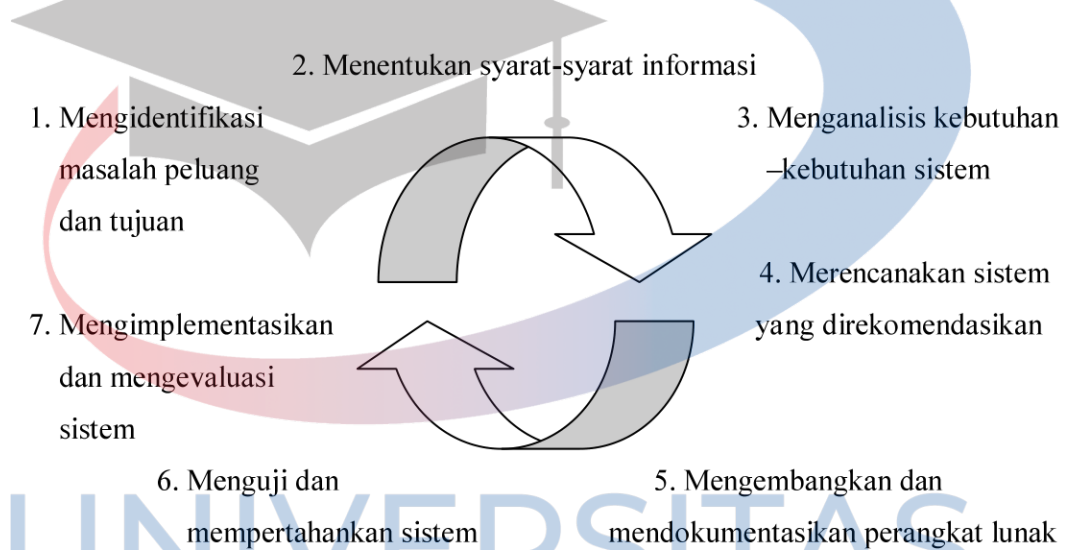 2. Menentukan syarat-syarat informasi
1. Mengidentifikasi
masalah peluang
dan tujuan
3. Menganalisis kebutuhan
–kebutuhan sistem
4. Merencanakan sistem
yang direkomendasikan
7. Mengimplementasikan
dan mengevaluasi
sistem
6. Menguji dan
mempertahankan sistem
5. Mengembangkan dan
mendokumentasikan perangkat lunak
UNIVERSITAS